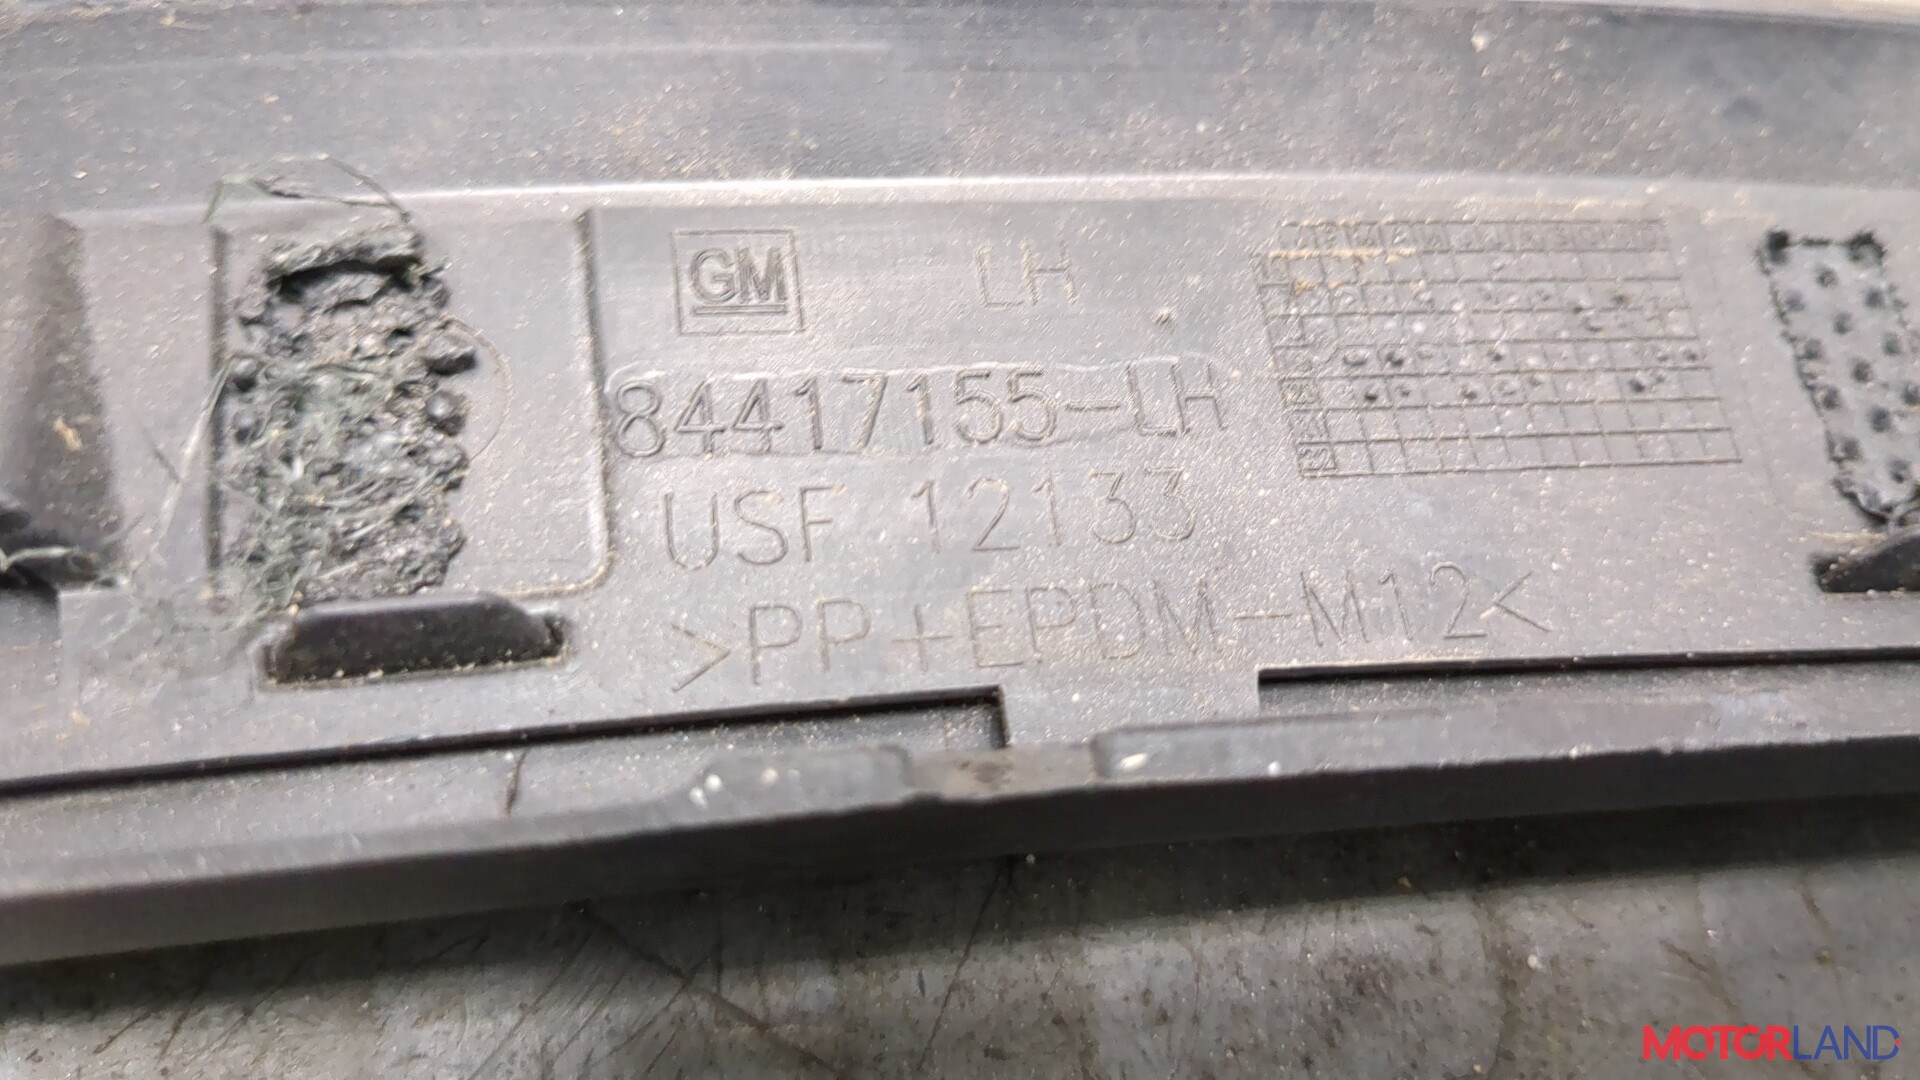 GM LH
84417155-LH
USF 12133
>PP+EPDM-M12<
MOTORLAND